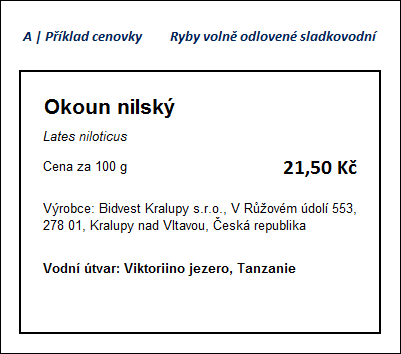 A | Příklad cenovky Ryby volně odlovené sladkovodní
Okoun nilský
Lates niloticus
Cena za 100 g 21,50 Kč
Výrobce: Bidvest Kralupy s.r.o., V Růžovém údolí 553,
278 01, Kralupy nad Vltavou, Česká republika
Vodní útvar: Viktoriino jezero, Tanzanie